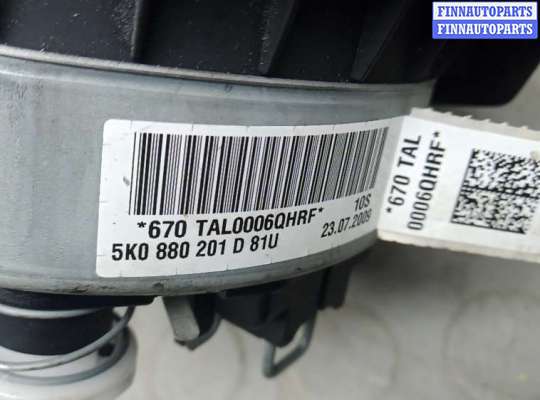 FINNAUTOPARTS
FINNAUTOPARTS
*670 TAL0006QHRF* 10S
5K0 880 201 D 81U 23.07.2009
*670 TAL
0006QHRF*